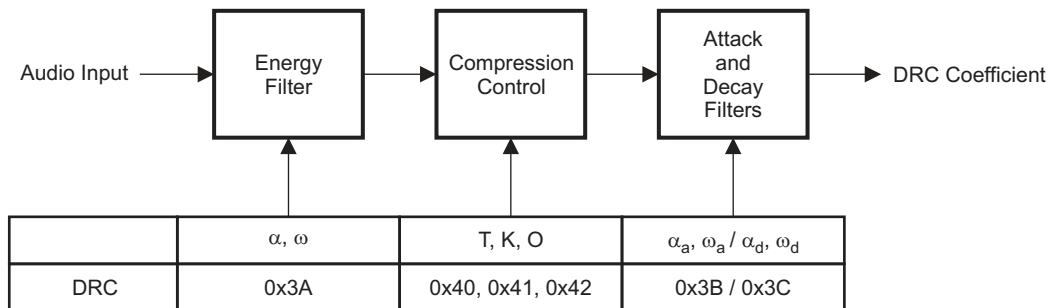 Audio Input
Energy
Filter
Compression
Control
Attack
and
Decay
Filters
DRC Coefficient
α, ω
T, K, O
αa, ωa / αd, ωd
DRC
0x3A
0x40, 0x41, 0x42
0x3B / 0x3C